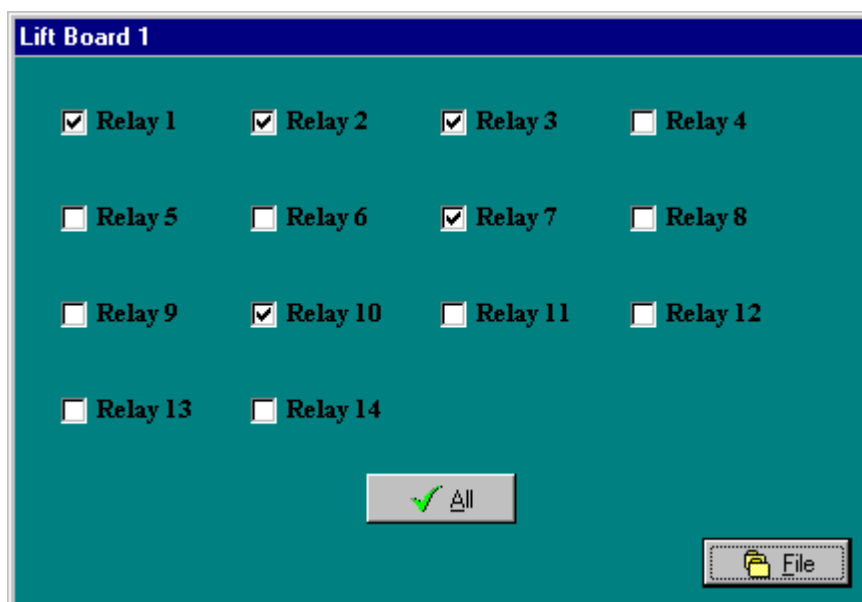 Lift Board 1
Relay 1 Relay 2 Relay 3 Relay 4
Relay 5 Relay 6 Relay 7 Relay 8
Relay 9 Relay 10 Relay 11 Relay 12
Relay 13 Relay 14
All
File